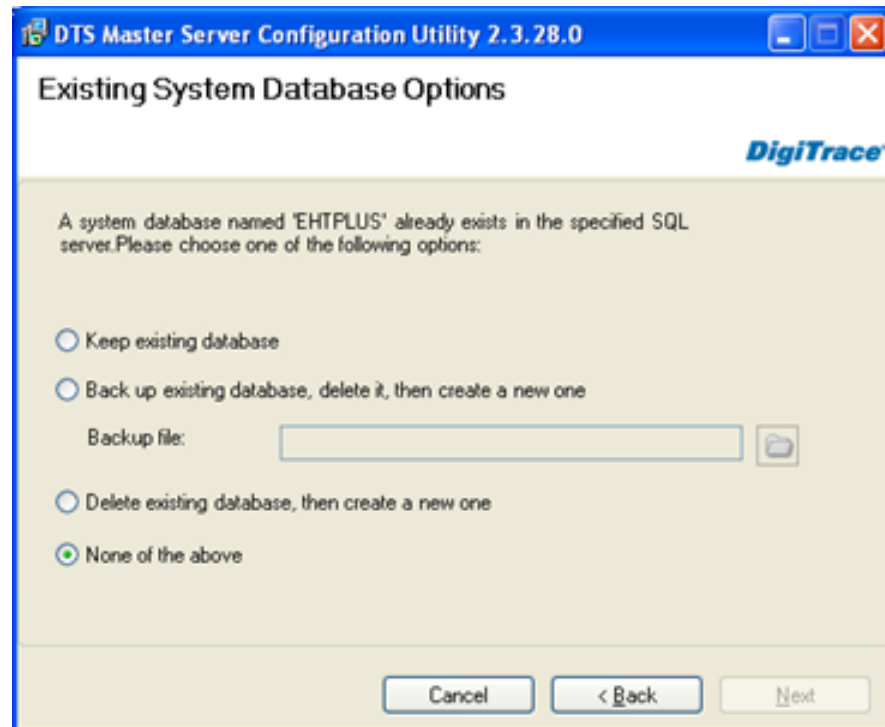 DTS Master Server Configuration Utility 2.3.28.0
Existing System Database Options
DigiTrace
A system database named 'EHTPLUS' already exists in the specified SQL
server.Please choose one of the following options:
Keep existing database
Back up existing database, delete it, then create a new one
Backup file:
Delete existing database, then create a new one
None of the above
Cancel
< Back
Next